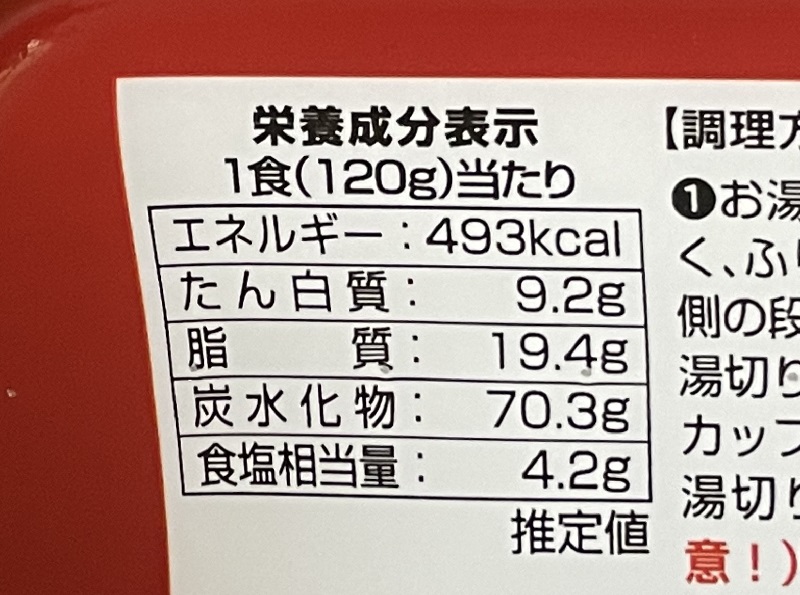 栄養成分表示
1食(120g)当たり
エネルギー：493kcal
たん白質：9.2g
脂質：19.4g
炭水化物：70.3g
食塩相当量：4.2g
推定値
【調理方
❶お湯
く、ふ
側の段
湯切り
カップ
湯切り
意！）